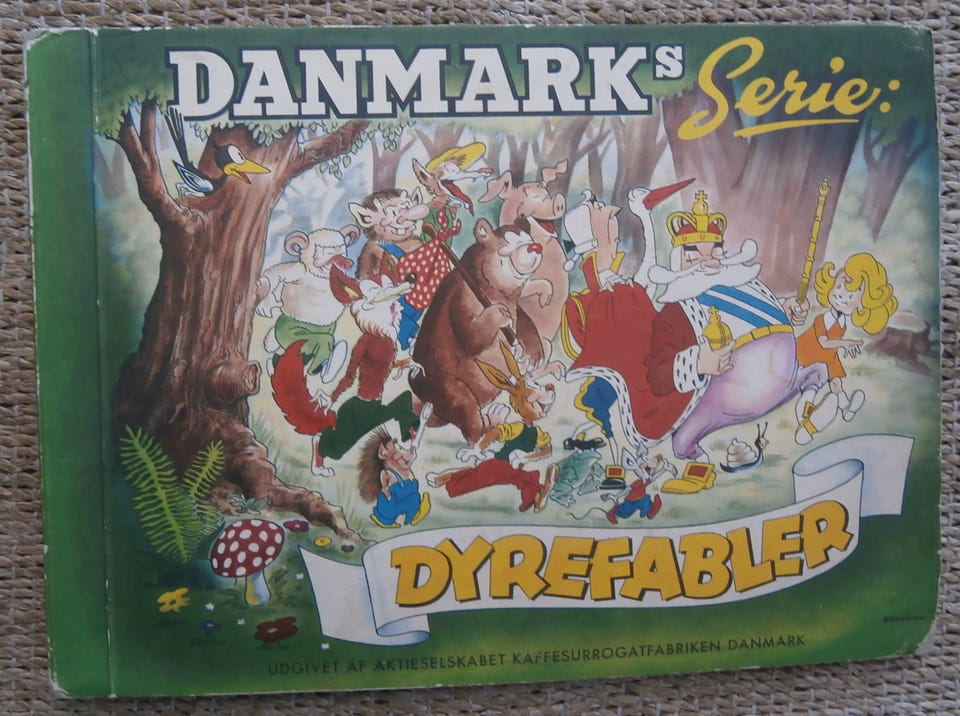 DANMARKs Serie:
DYREFABLER
UDGIVET AF AKTIESELSKABET KAFFESURROGATFABRIKEN DANMARK